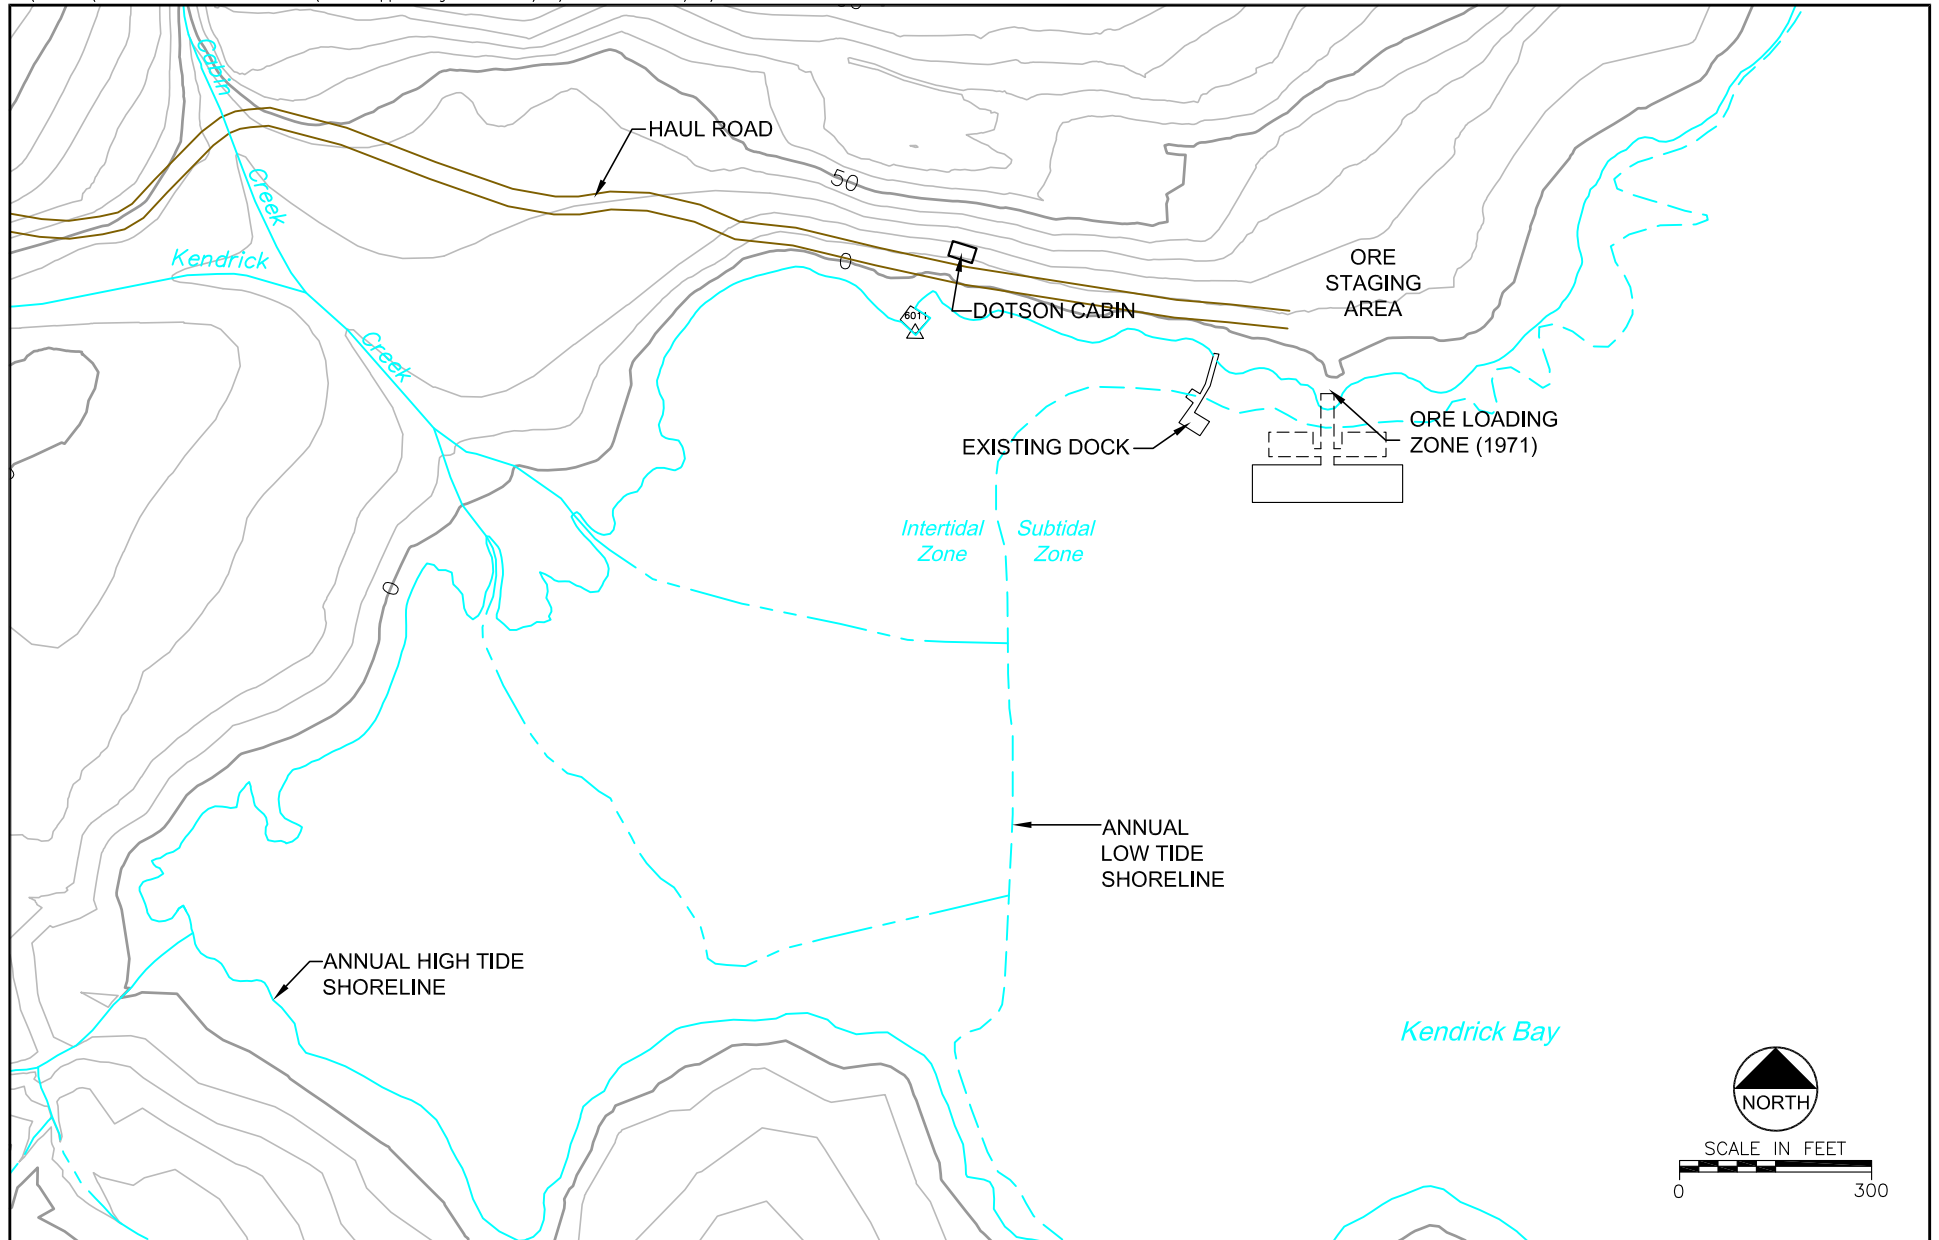 Cabin
Creek
HAUL ROAD
50
Kendrick
Creek
0
6011
DOTSON CABIN
ORE
STAGING
AREA
EXISTING DOCK
ORE LOADING
ZONE (1971)
Intertidal
Zone
Subtidal
Zone
0
ANNUAL
LOW TIDE
SHORELINE
ANNUAL HIGH TIDE
SHORELINE
Kendrick Bay
NORTH
SCALE IN FEET
0 300